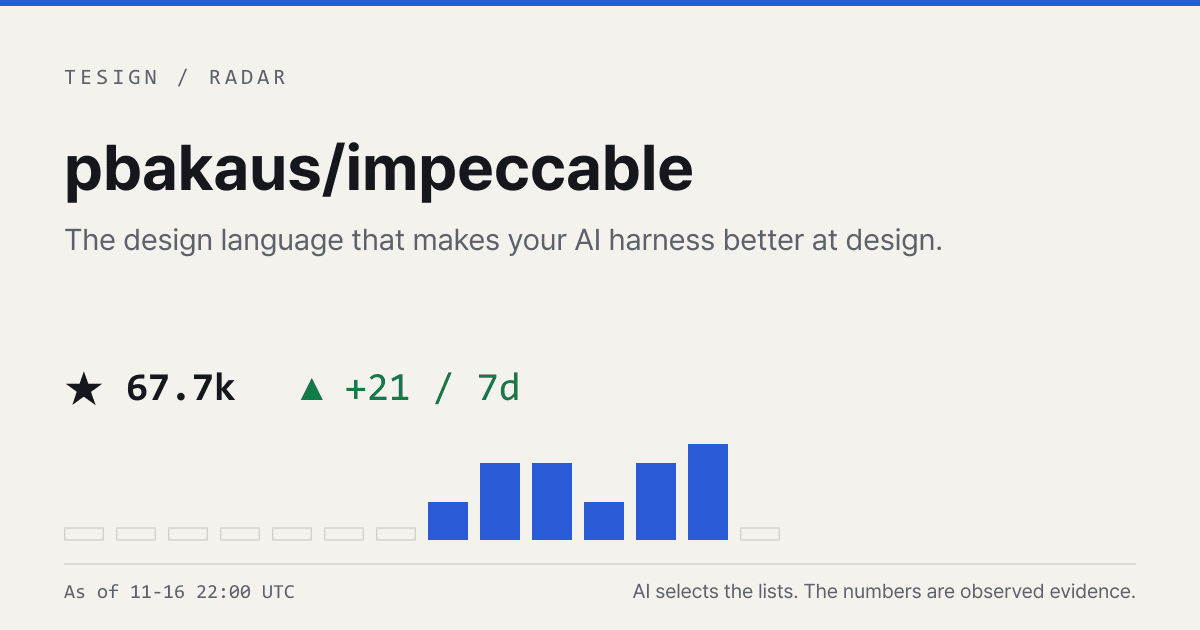 TESIGN / RADAR
pbakaus/impeccable
The design language that makes your AI harness better at design.
★ 67.7k ▲ +21 / 7d
As of 11-16 22:00 UTC
AI selects the lists. The numbers are observed evidence.